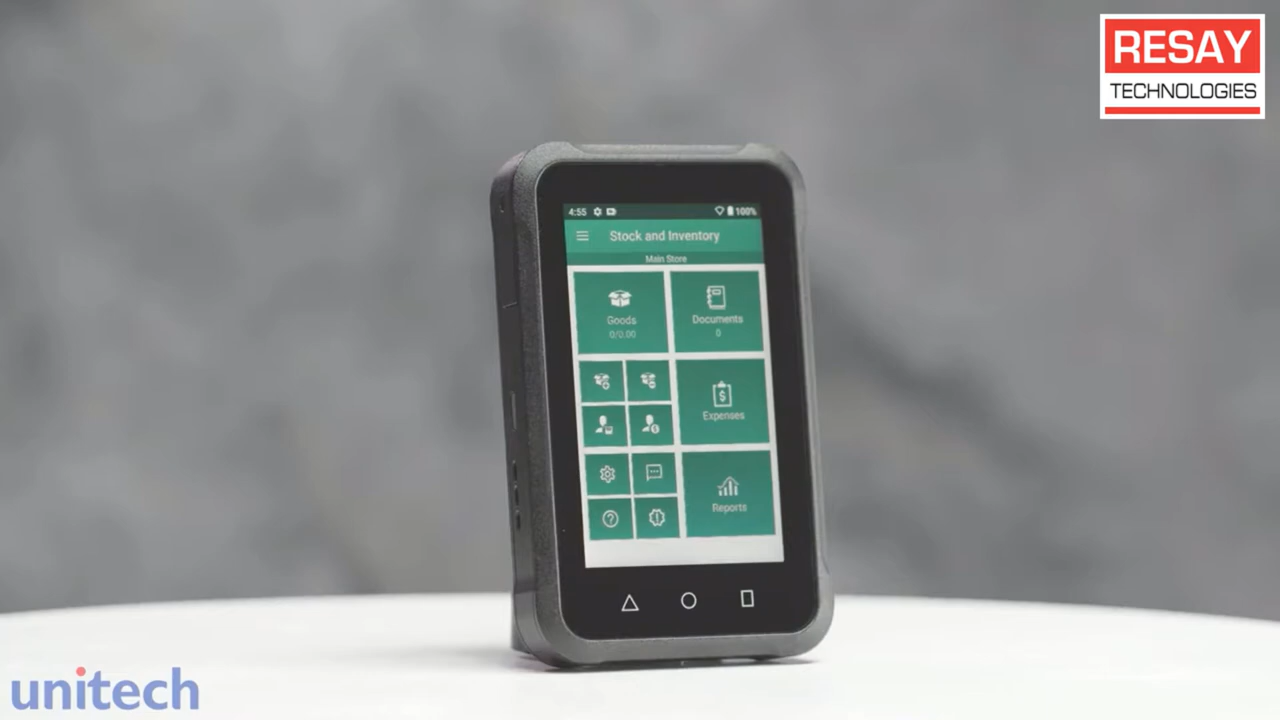 RESAY
TECHNOLOGIES
4:55
100%
Stock and Inventory
Main Store
Goods
0/0.00
Documents
0
Expenses
Reports
unitech